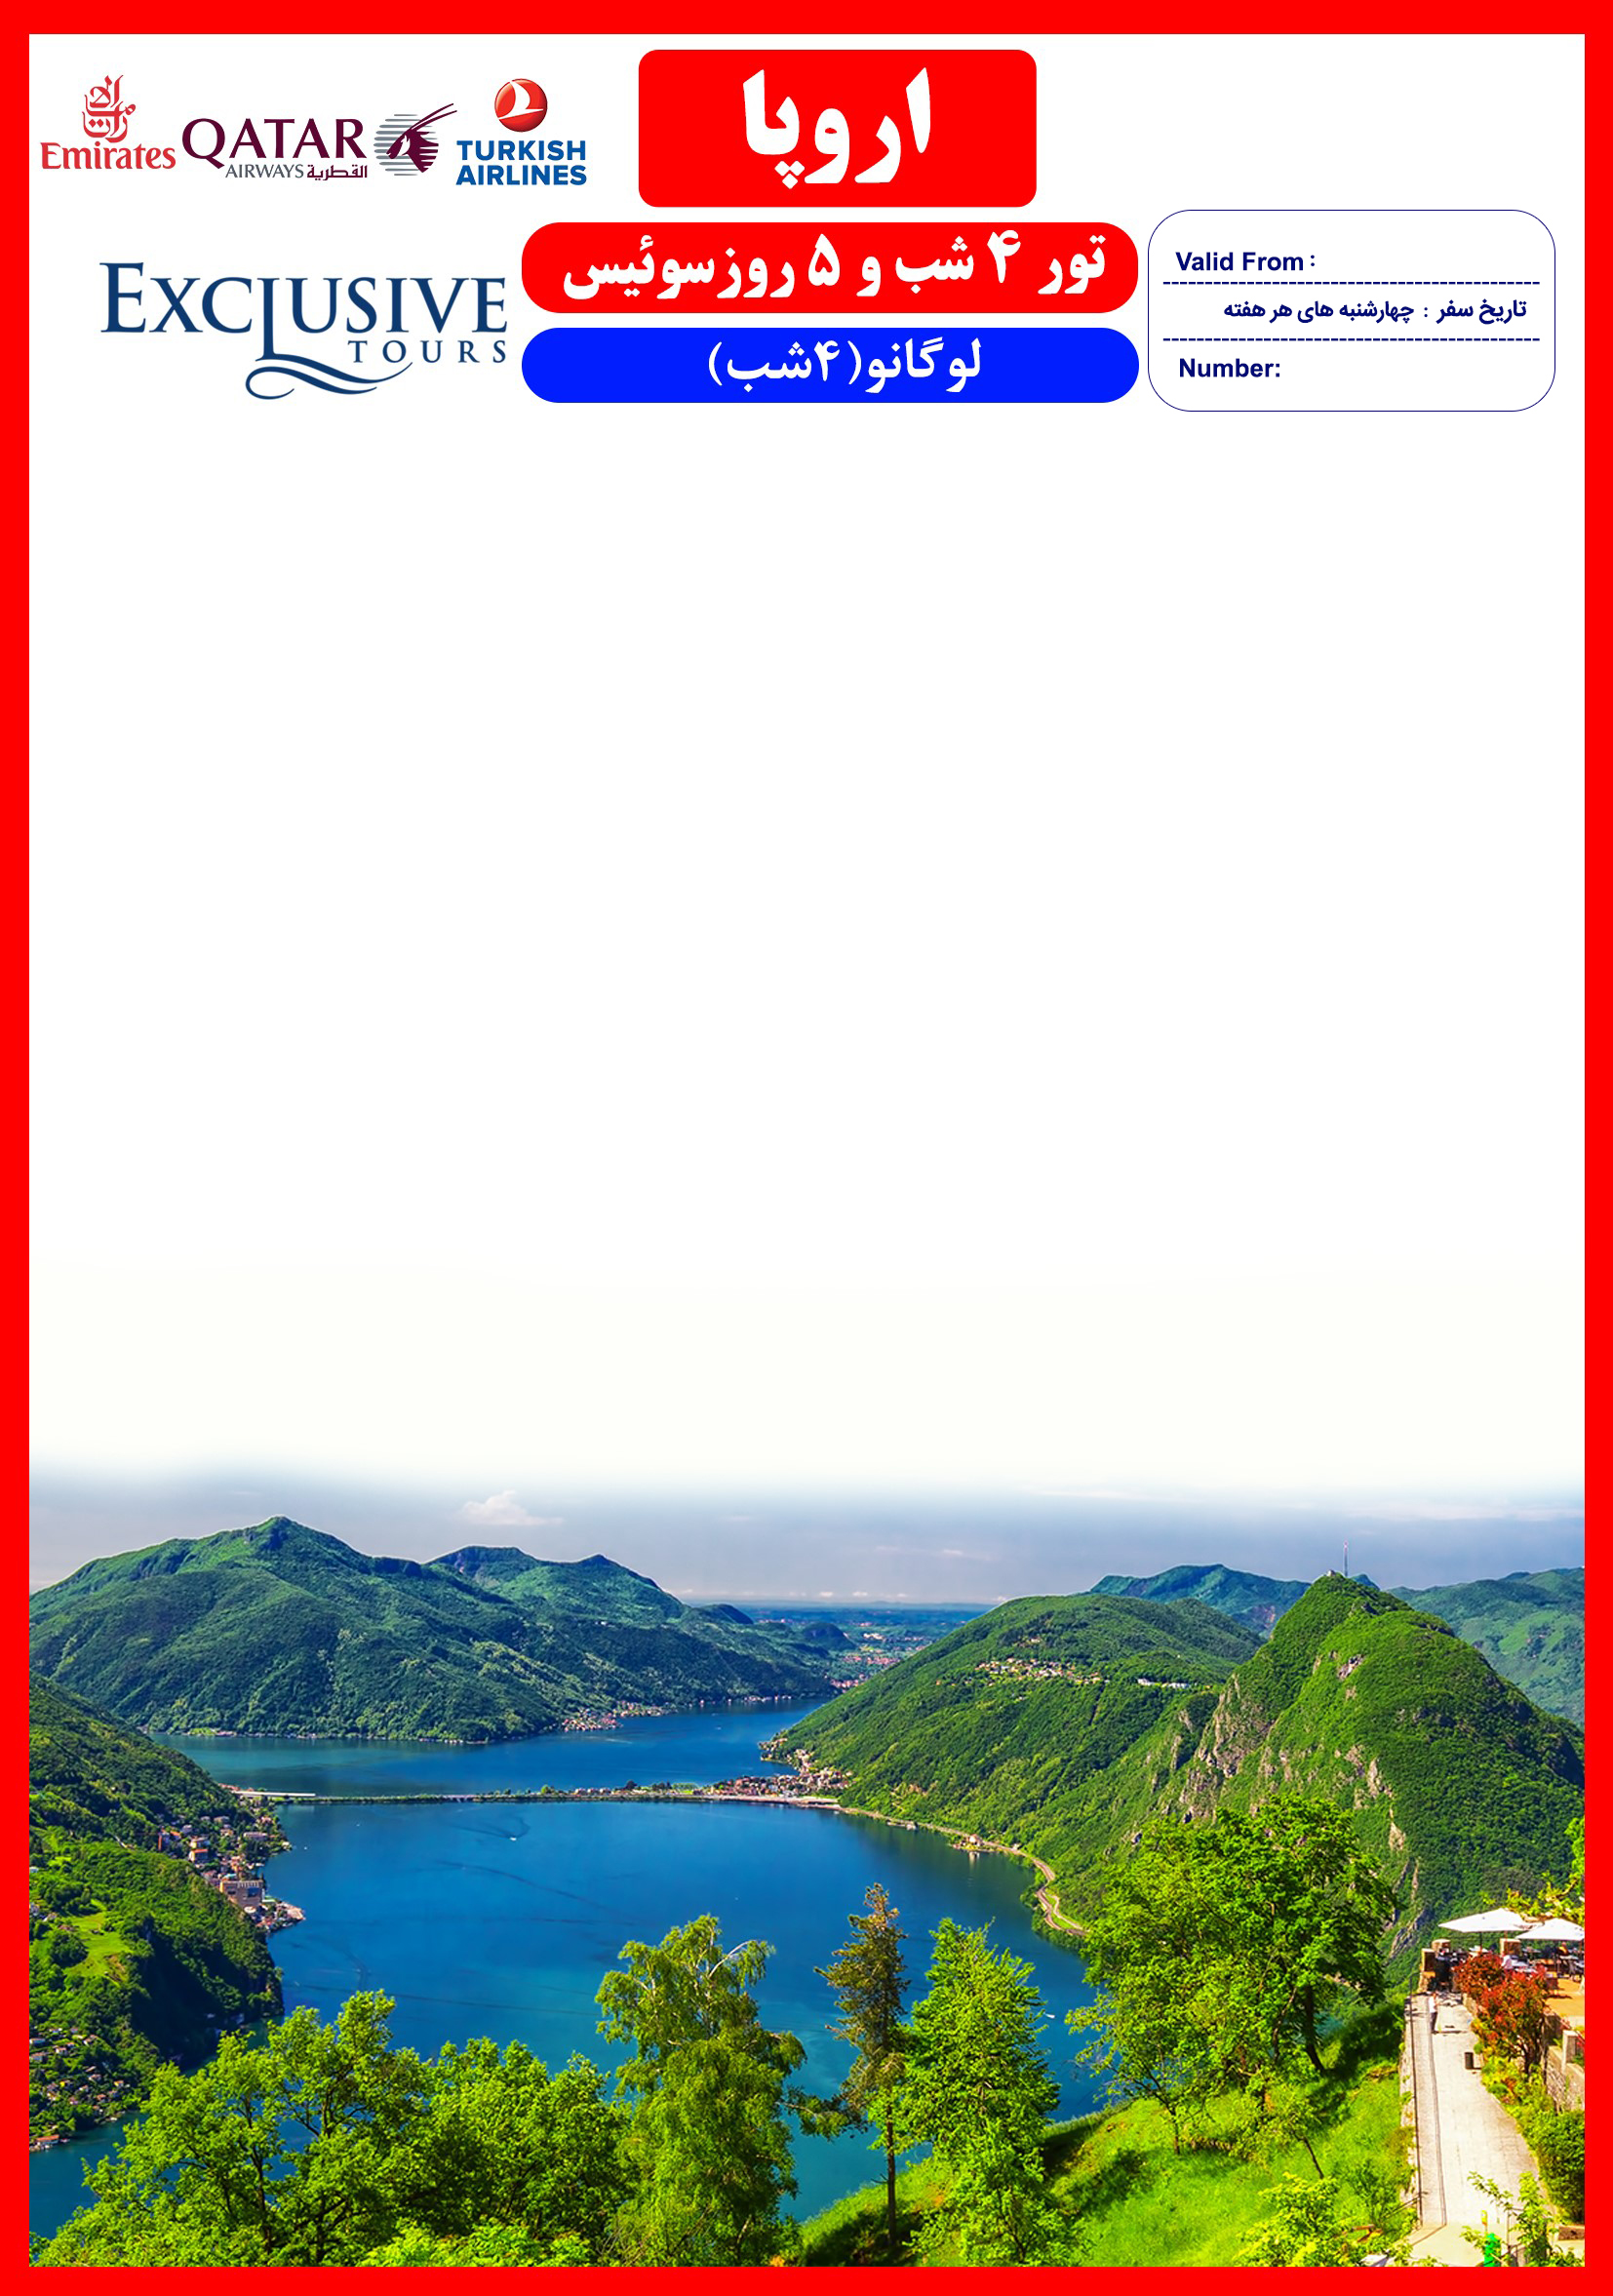 اروپا
امارات
Emirates
QATAR
AIRWAYS القطرية
TURKISH
AIRLINES
EXCLUSIVE
TOURS
تور ۴ شب و ۵ روز سوئیس
لوگانو(۴شب)
Valid From :
تاریخ سفر : چهارشنبه های هر هفته
Number: